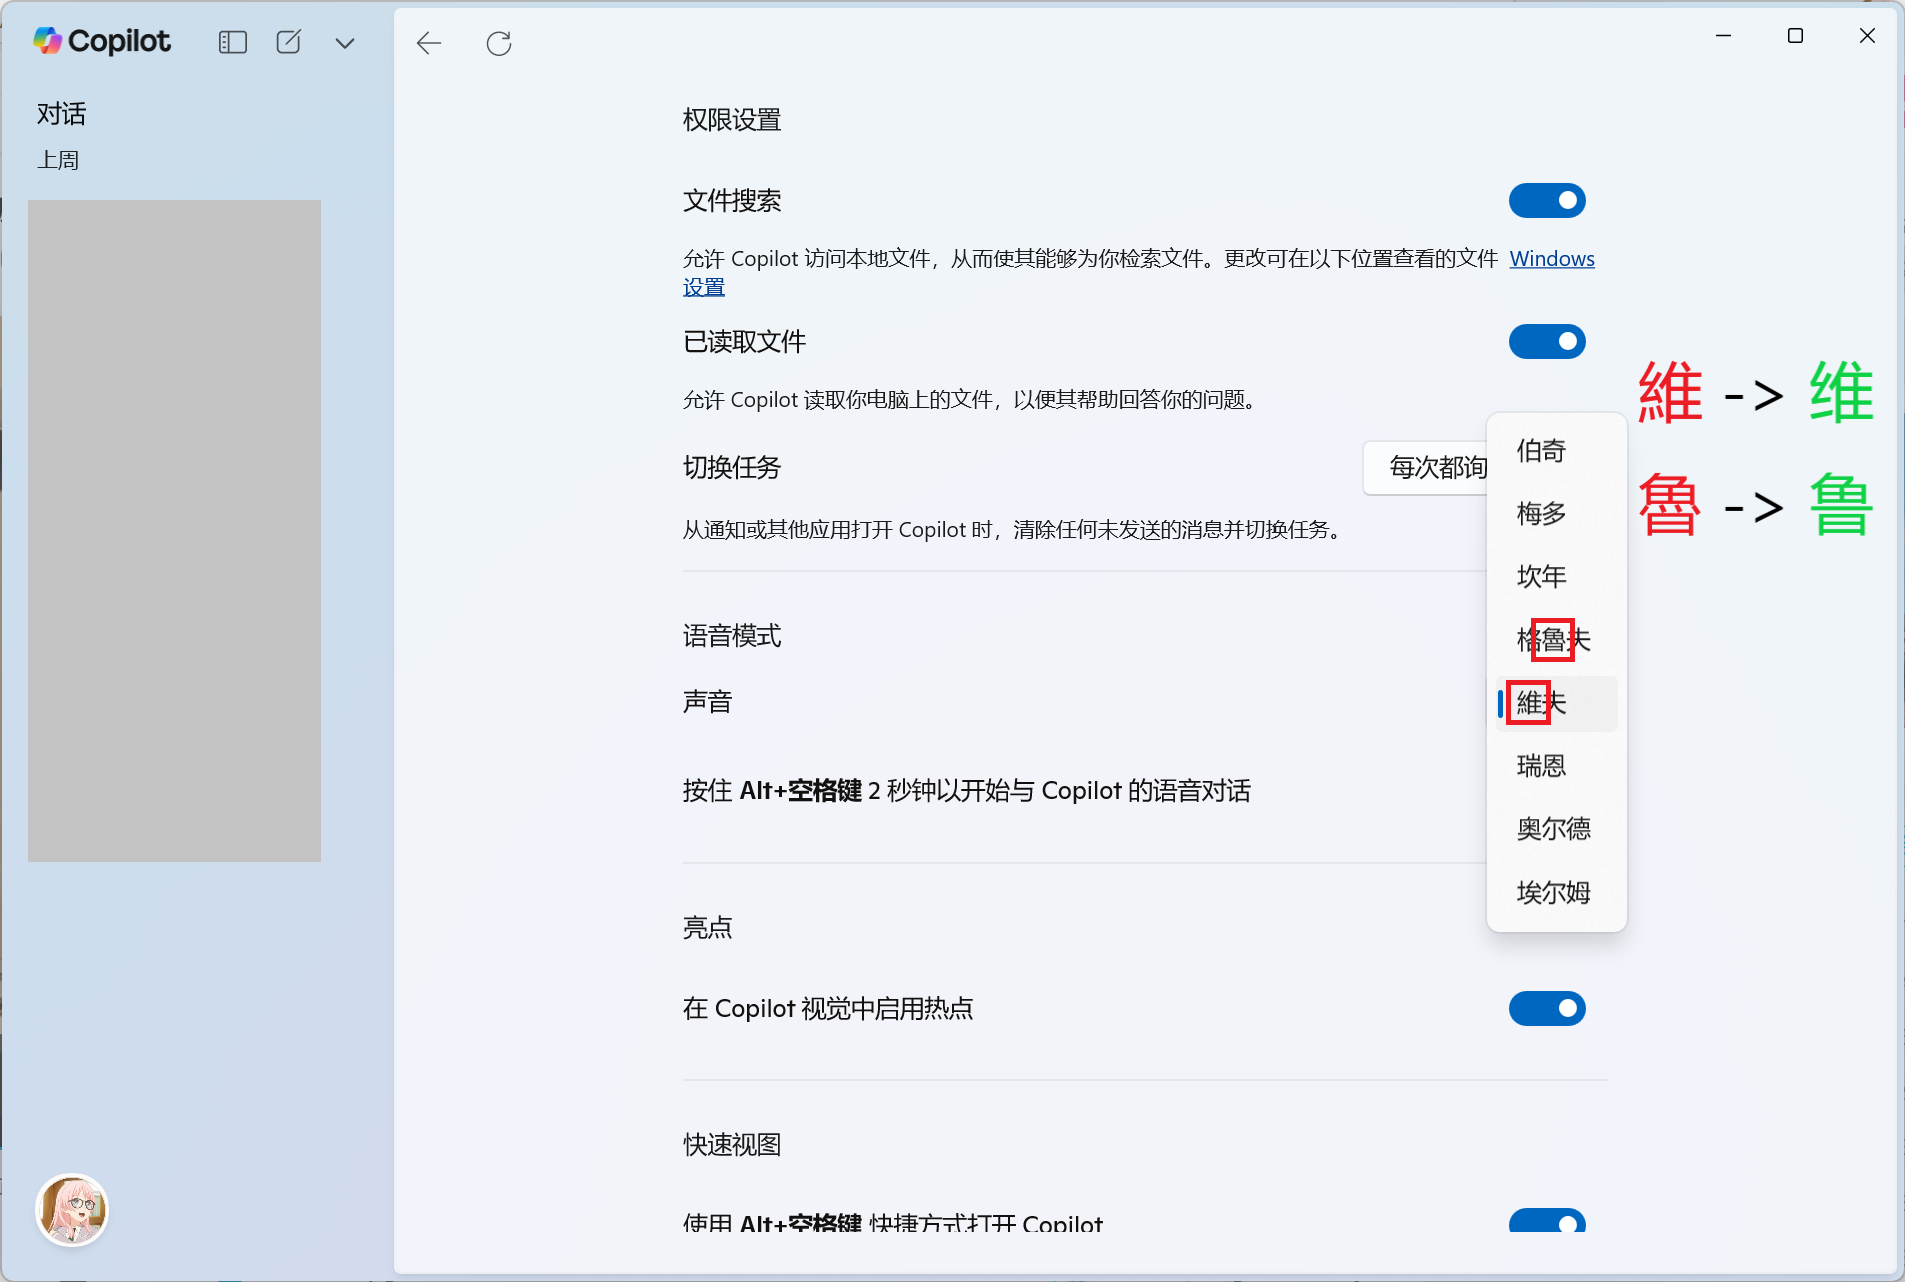 Copilot
对话
上周
权限设置
文件搜索
允许 Copilot 访问本地文件，从而使其能够为你检索文件。更改可在以下位置查看的文件 Windows
设置
已读取文件
允许 Copilot 读取你电脑上的文件，以便其帮助回答你的问题。
維 -> 维
魯 -> 鲁
切换任务
每次都询
从通知或其他应用打开 Copilot 时，清除任何未发送的消息并切换任务。
语音模式
声音
伯奇
梅多
坎年
格魯夫
維夫
瑞恩
奥尔德
埃尔姆
按住 Alt+空格键 2 秒钟以开始与 Copilot 的语音对话
亮点
在 Copilot 视觉中启用热点
快速视图
使用 Alt+空格键 快捷方式打开 Copilot